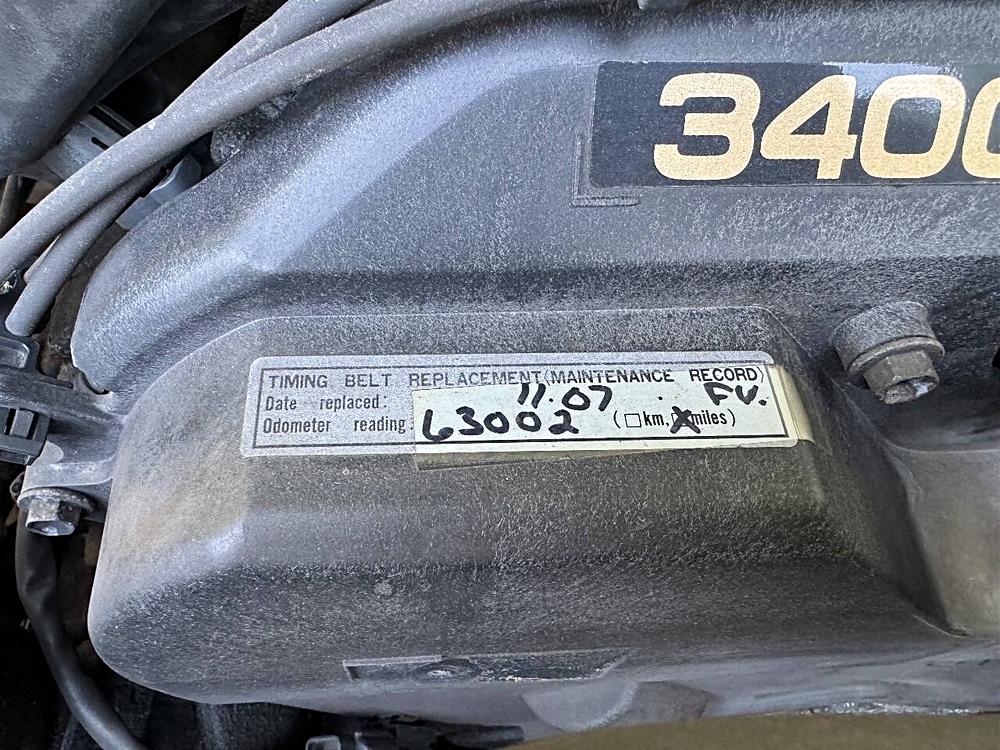 3400
TIMING BELT REPLACEMENT(MAINTENANCE RECORD)
Date replaced: 11.07 . FV.
Odometer reading: 63002 (□km, ☒miles)